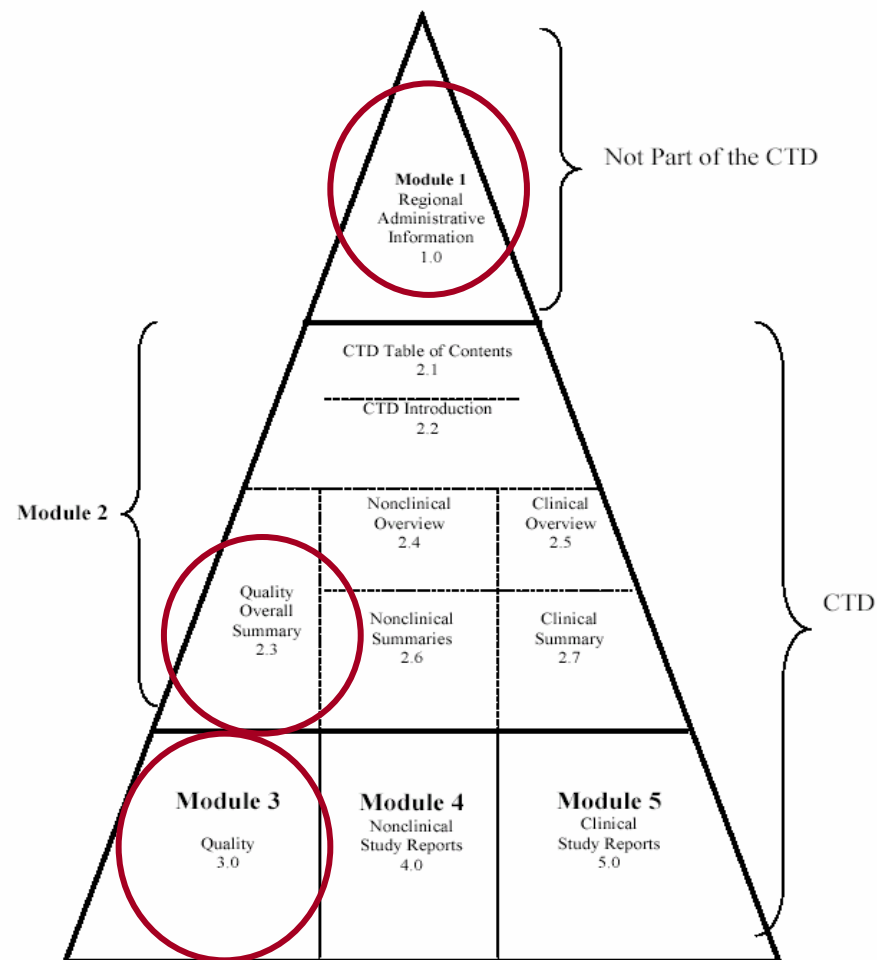 Module 1
Regional
Administrative
Information
1.0
Not Part of the CTD
CTD Table of Contents
2.1
CTD Introduction
2.2
Module 2
Quality
Overall
Summary
2.3
Nonclinical
Overview
2.4
Clinical
Overview
2.5
Nonclinical
Summaries
2.6
Clinical
Summary
2.7
CTD
Module 3
Quality
3.0
Module 4
Nonclinical
Study Reports
4.0
Module 5
Clinical
Study Reports
5.0